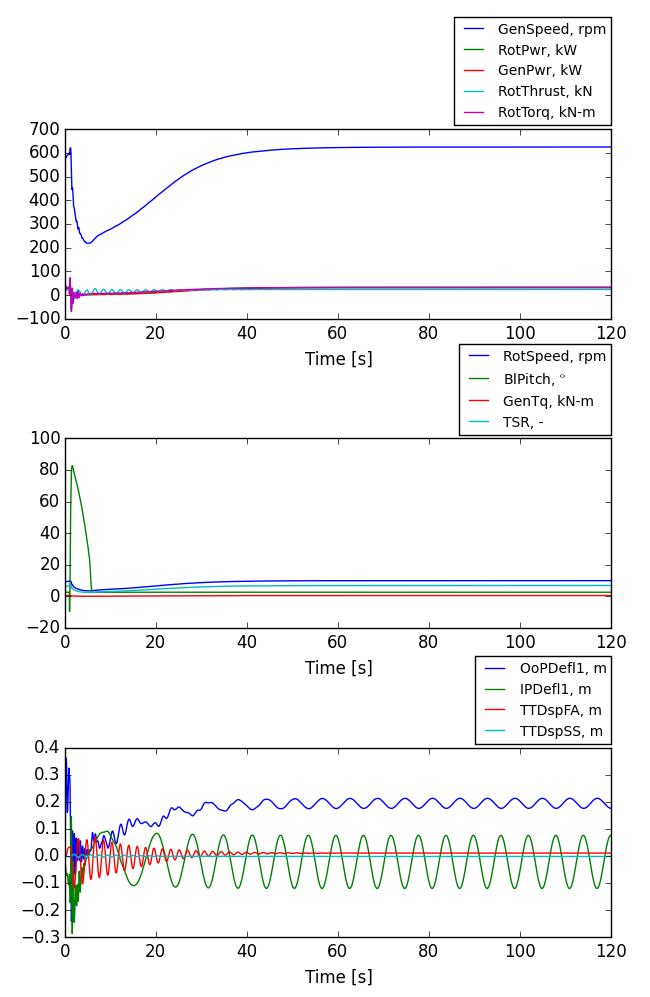 GenSpeed, rpm
RotPwr, kW
GenPwr, kW
RotThrust, kN
RotTorq, kN-m
700
600
500
400
300
200
100
0
−100
0 20 40 60 80 100 120
Time [s]
RotSpeed, rpm
BlPitch, °
GenTq, kN-m
TSR, -
100
80
60
40
20
0
−20
0 20 40 60 80 100 120
Time [s]
OoPDefl1, m
IPDefl1, m
TTDspFA, m
TTDspSS, m
0.4
0.3
0.2
0.1
0.0
−0.1
−0.2
−0.3
0 20 40 60 80 100 120
Time [s]